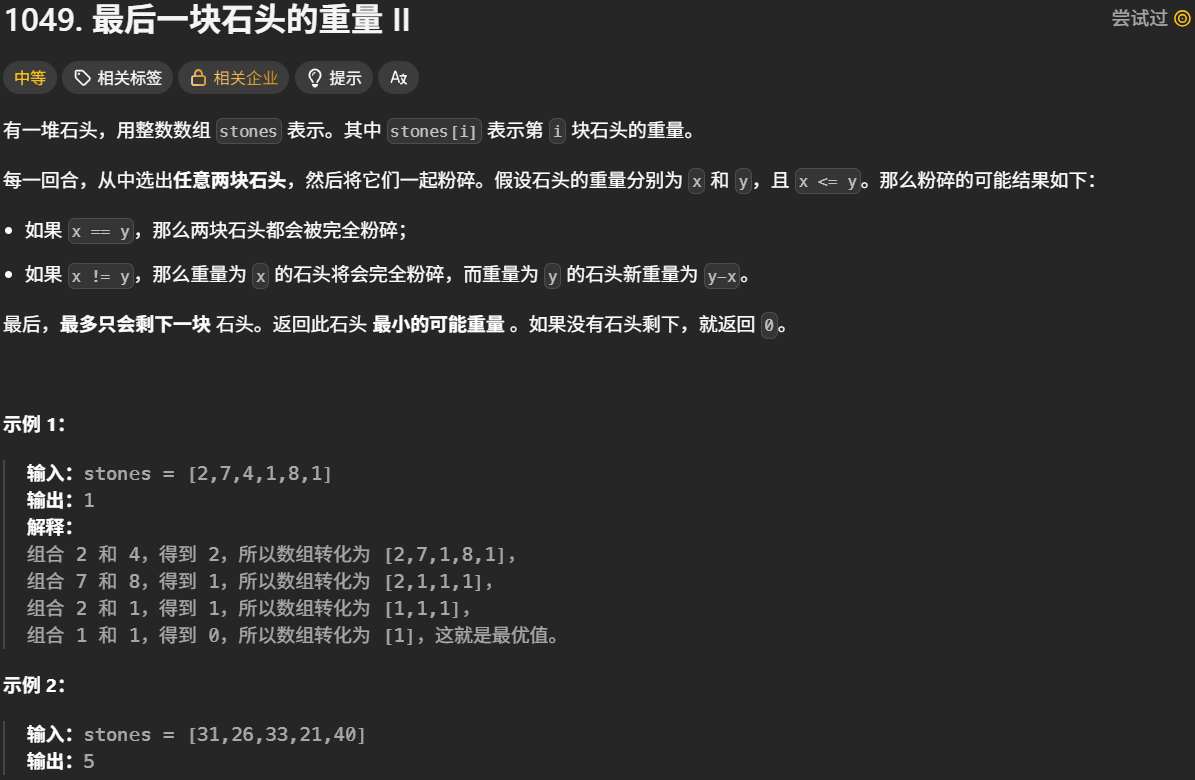 1049. 最后一块石头的重量 II
尝试过
中等 相关标签 相关企业 提示
有一堆石头，用整数数组 stones 表示。其中 stones[i] 表示第 i 块石头的重量。
每一回合，从中选出任意两块石头，然后将它们一起粉碎。假设石头的重量分别为 x 和 y，且 x <= y。那么粉碎的可能结果如下：
• 如果 x == y，那么两块石头都会被完全粉碎；
• 如果 x != y，那么重量为 x 的石头将会完全粉碎，而重量为 y 的石头新重量为 y-x。
最后，最多只会剩下一块 石头。返回此石头 最小的可能重量 。如果没有石头剩下，就返回 0。
示例 1：
输入：stones = [2,7,4,1,8,1]
输出：1
解释：
组合 2 和 4，得到 2，所以数组转化为 [2,7,1,8,1]，
组合 7 和 8，得到 1，所以数组转化为 [2,1,1,1]，
组合 2 和 1，得到 1，所以数组转化为 [1,1,1]，
组合 1 和 1，得到 0，所以数组转化为 [1]，这就是最优值。
示例 2：
输入：stones = [31,26,33,21,40]
输出：5